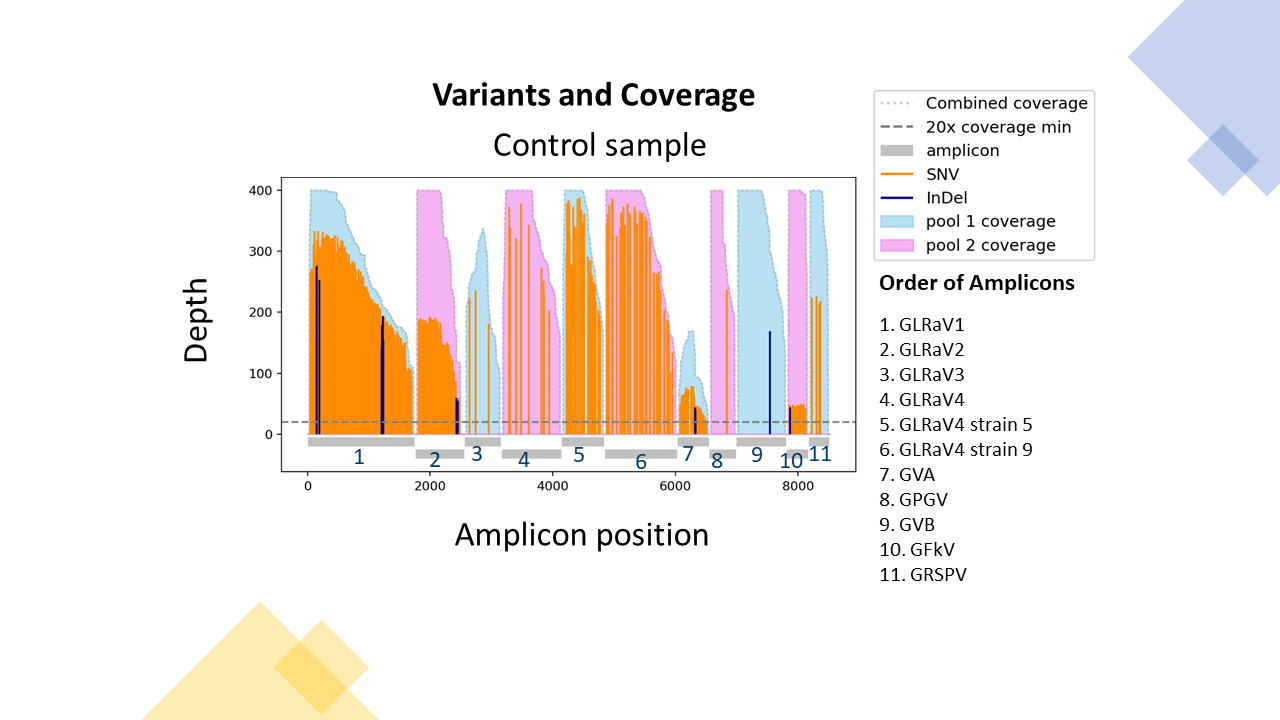 Variants and Coverage
Control sample
Depth
400
300
200
100
0
1
2
3
4
5
6
7
8
9
10
11
0
2000
4000
6000
8000
Amplicon position
Combined coverage
20x coverage min
amplicon
SNV
InDel
pool 1 coverage
pool 2 coverage
Order of Amplicons
1. GLRaV1
2. GLRaV2
3. GLRaV3
4. GLRaV4
5. GLRaV4 strain 5
6. GLRaV4 strain 9
7. GVA
8. GPGV
9. GVB
10. GFkV
11. GRSPV